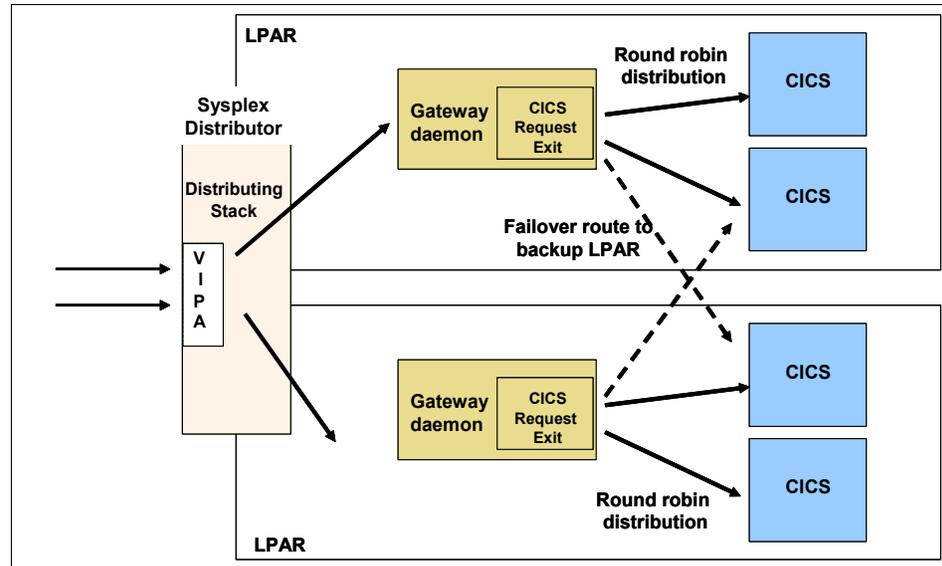 LPAR
Sysplex
Distributor
Distributing
Stack
V
I
P
A
Gateway
daemon
CICS
Request
Exit
Round robin
distribution
CICS
CICS
Failover route to
backup LPAR
Gateway
daemon
CICS
Request
Exit
CICS
CICS
Round robin
distribution
LPAR